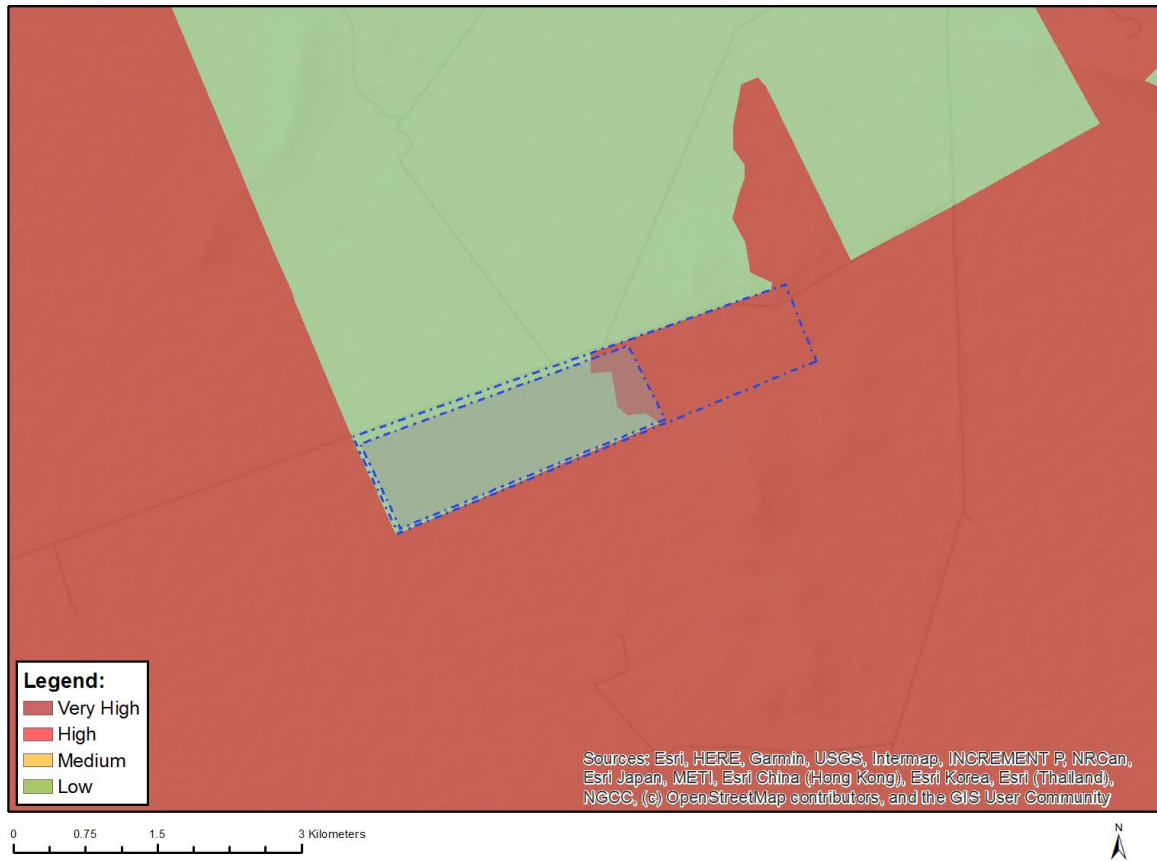 Legend:
Very High
High
Medium
Low
Sources: Esri, HERE, Garmin, USGS, Intermap, INCREMENT P, NRCan,
Esri Japan, METI, Esri China (Hong Kong), Esri Korea, Esri (Thailand),
NGCC, (c) OpenStreetMap contributors, and the GIS User Community
0 0.75 1.5 3 Kilometers
N